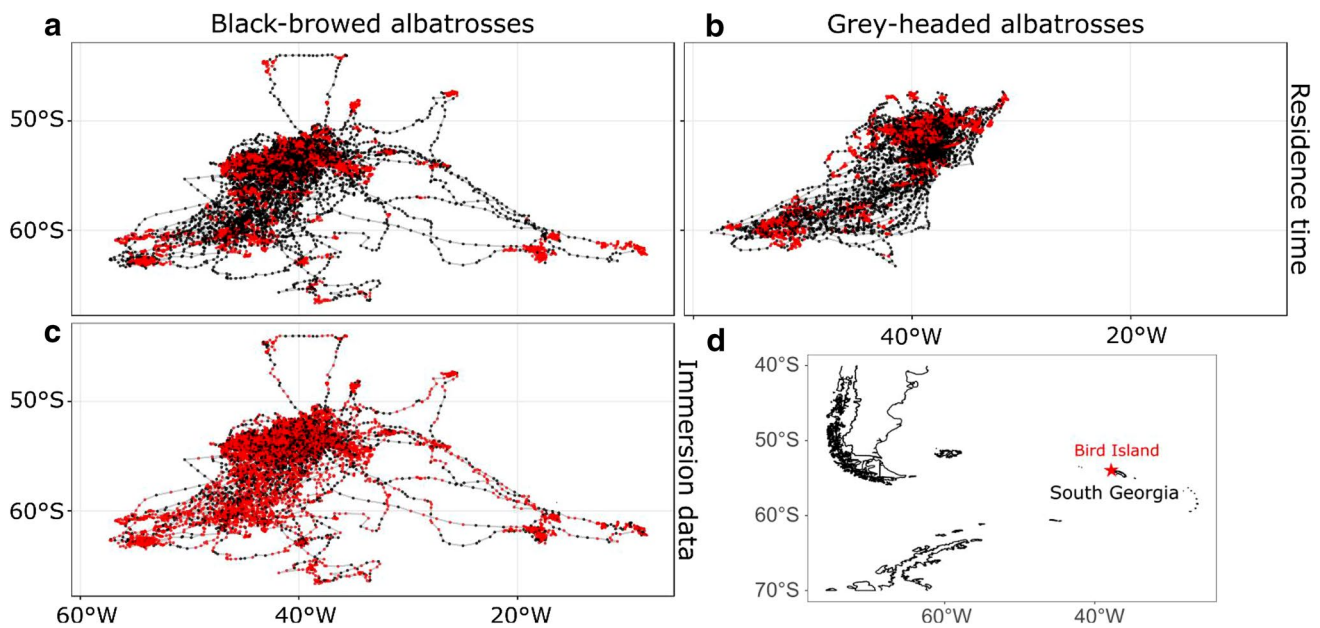 a Black-browed albatrosses
b Grey-headed albatrosses
50°S
60°S
Residence time
40°W 20°W
c
50°S
60°S
60°W 40°W 20°W
Immersion data
d
40°S
50°S
60°S
70°S
Bird Island
South Georgia
60°W 40°W